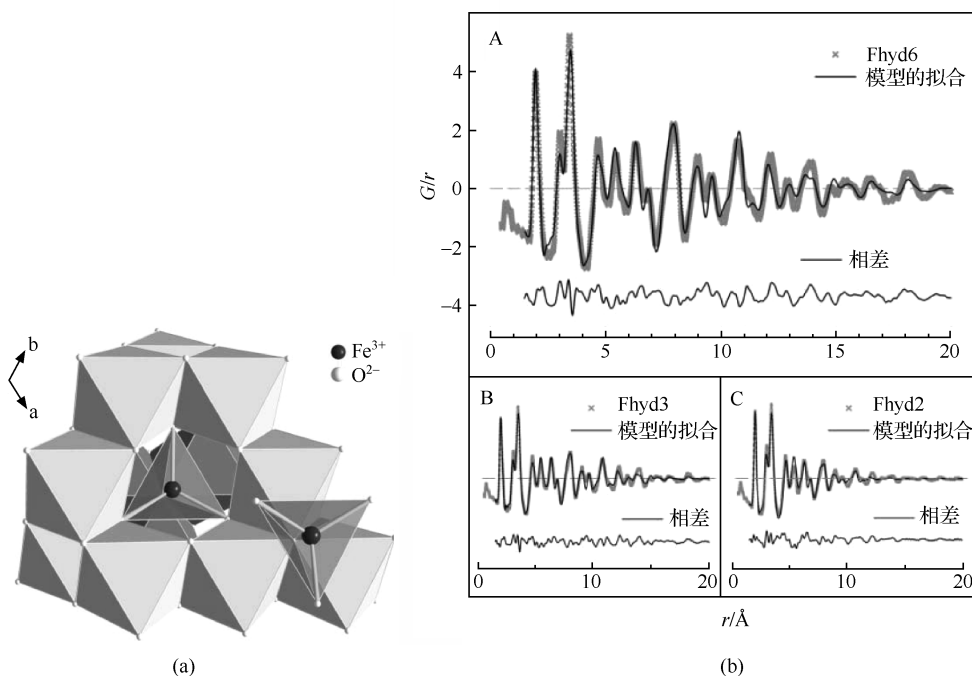 b
a
Fe³⁺
O²⁻
(a)
A
Fhyd6
模型的拟合
相差
G/r
4
2
0
−2
−4
0 5 10 15 20
B
Fhyd3
模型的拟合
相差
0 10 20
C
Fhyd2
模型的拟合
相差
0 10 20
r/Å
(b)